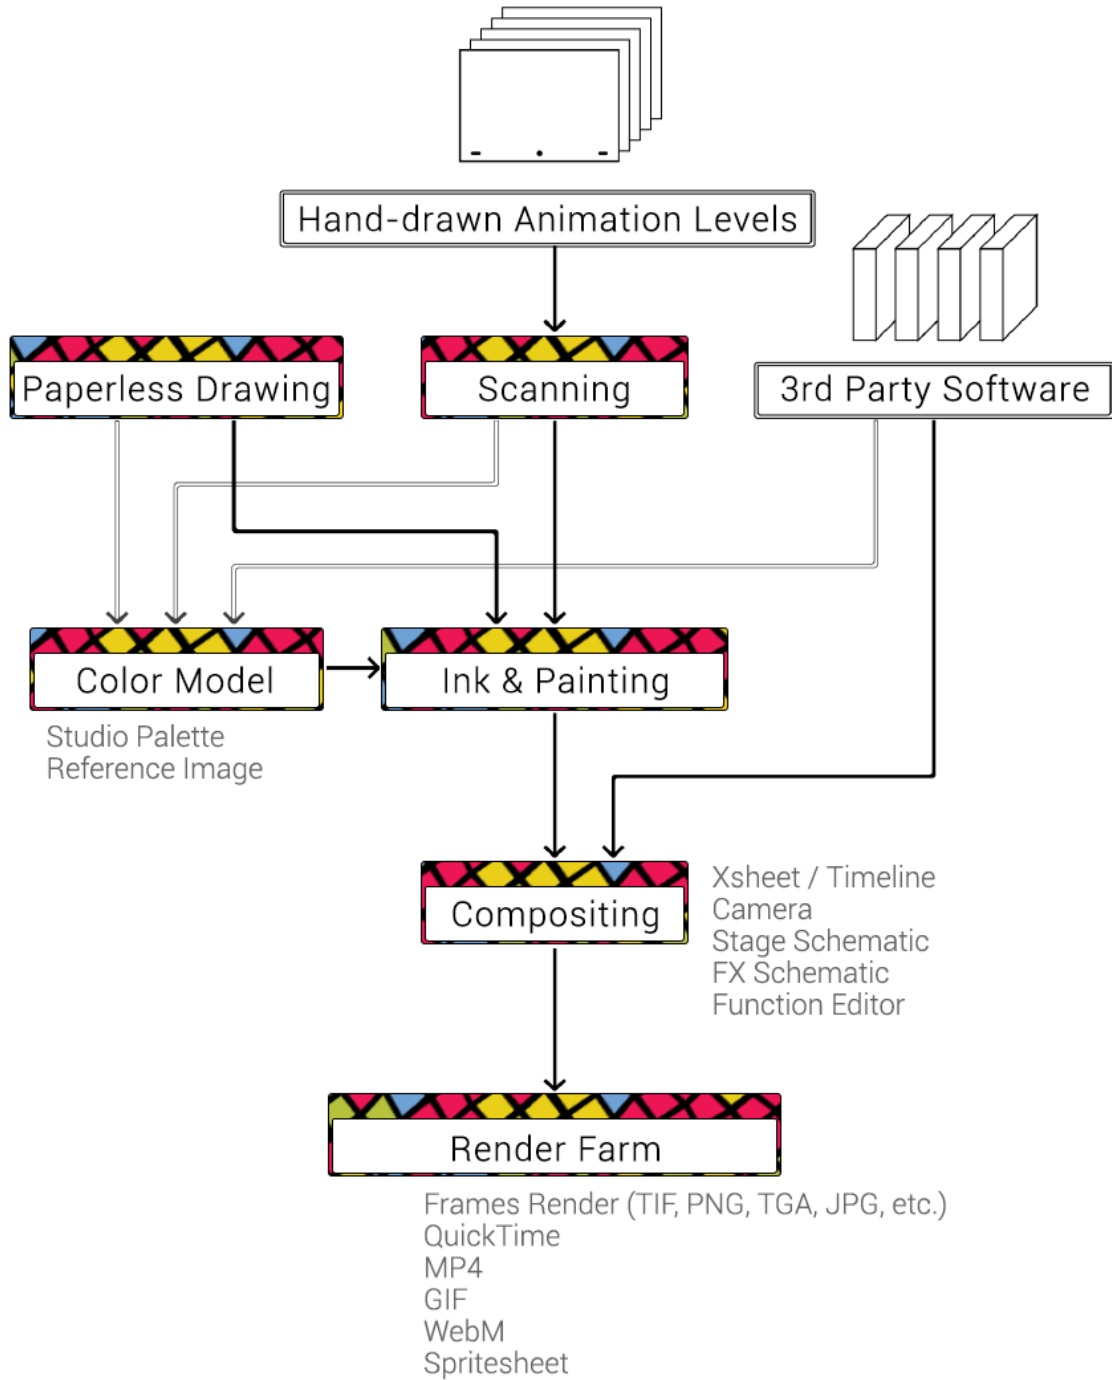 Hand-drawn Animation Levels
Paperless Drawing
Scanning
3rd Party Software
Color Model
Ink & Painting
Studio Palette
Reference Image
Compositing
Xsheet / Timeline
Camera
Stage Schematic
FX Schematic
Function Editor
Render Farm
Frames Render (TIF, PNG, TGA, JPG, etc.)
QuickTime
MP4
GIF
WebM
Spritesheet